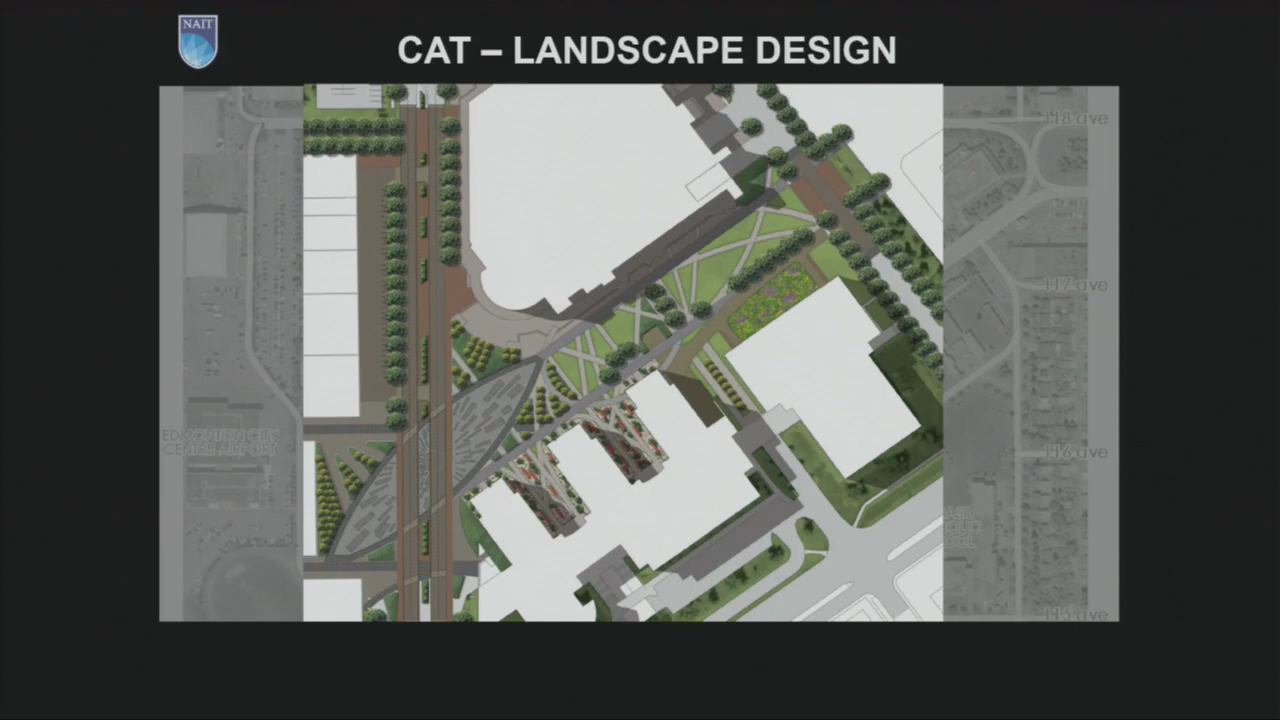 NAIT
CAT – LANDSCAPE DESIGN
118 ave
117 ave
EDMONTON CITY
CENTRE AIRPORT
116 ave
115 ave